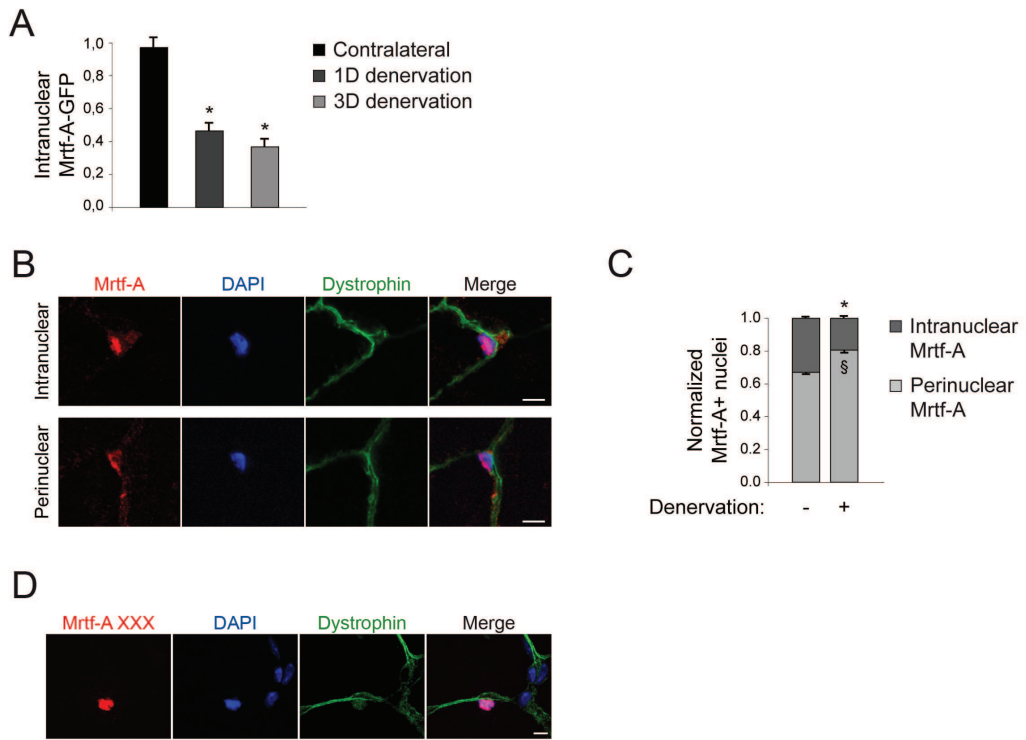 A
Intranuclear
Mrtf-A-GFP
1,0
0,8
0,6
0,4
0,2
0,0
*
*
Contralateral
1D denervation
3D denervation
B
Mrtf-A
DAPI
Dystrophin
Merge
Intranuclear
Perinuclear
C
Normalized
Mrtf-A+ nuclei
1.0
0.8
0.6
0.4
0.2
0.0
*
§
Denervation:
-
+
Intranuclear
Mrtf-A
Perinuclear
Mrtf-A
D
Mrtf-A XXX
DAPI
Dystrophin
Merge